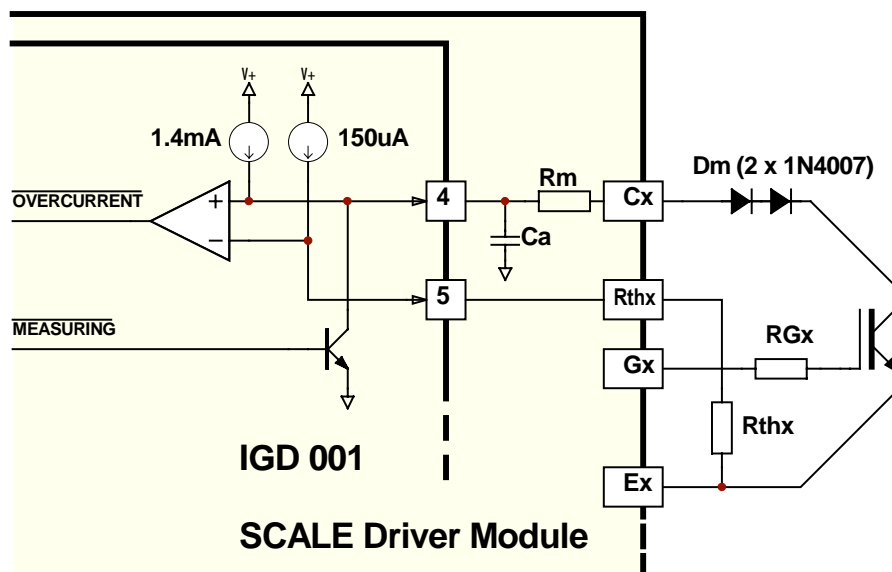 V+ V+
1.4mA 150uA
Dm (2 x 1N4007)
Rm
OVERCURRENT
+
4
Cx
Ca
−
5
Rthx
MEASURING
RGx
Gx
Rthx
IGD 001
Ex
SCALE Driver Module